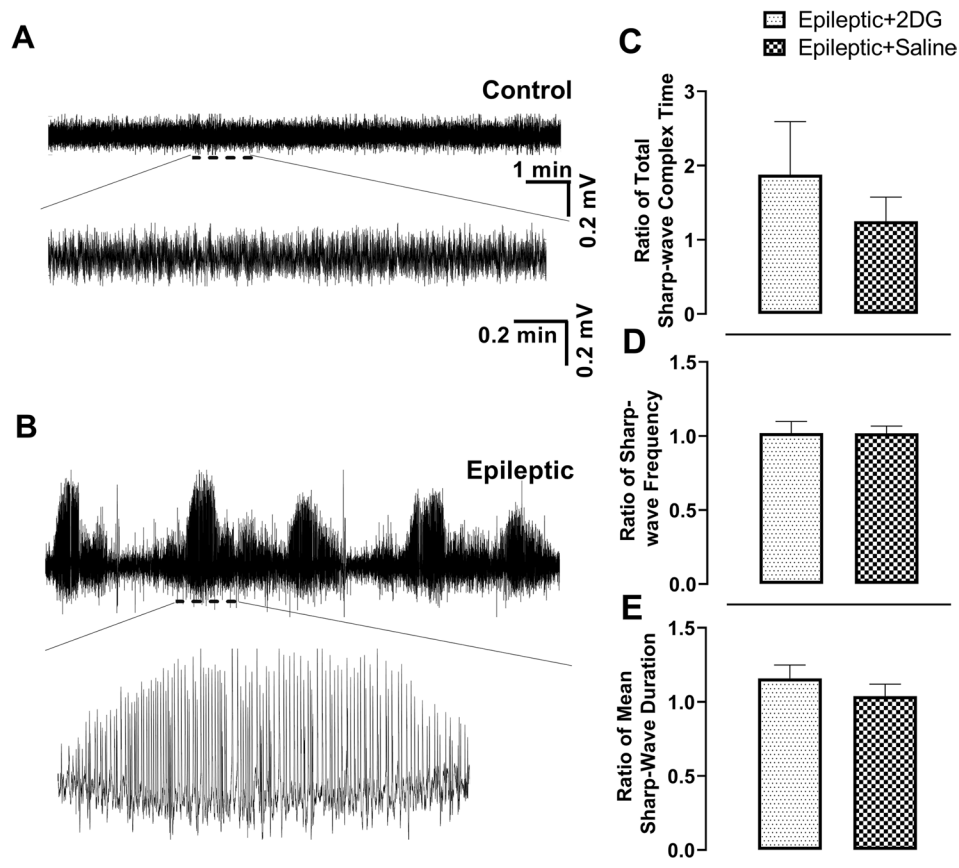 A
Control
1 min
0.2 mV
0.2 min
0.2 mV
B
Epileptic
Epileptic+2DG
Epileptic+Saline
C
Ratio of Total
Sharp-wave Complex Time
3
2
1
0
D
Ratio of Sharp-
wave Frequency
1.5
1.0
0.5
0.0
E
Ratio of Mean
Sharp-Wave Duration
1.5
1.0
0.5
0.0